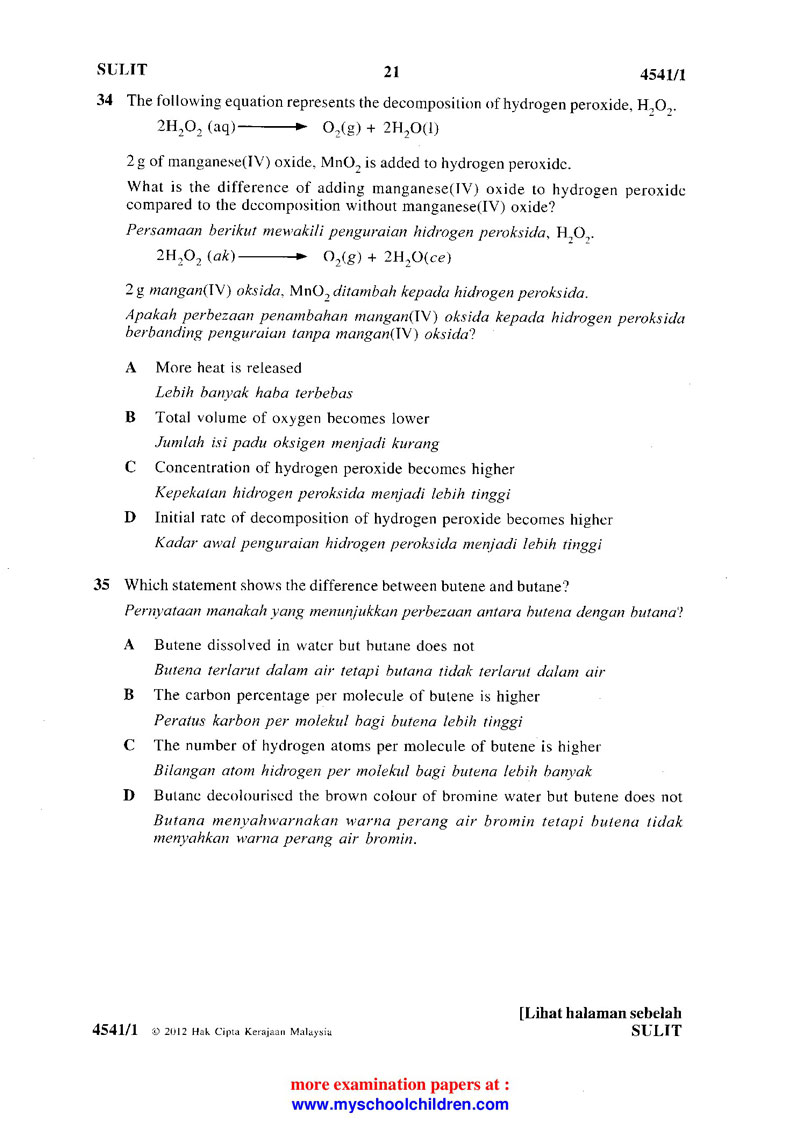 SULIT 21 4541/1
34 The following equation represents the decomposition of hydrogen peroxide, H₂O₂.
2H₂O₂ (aq) ⟶ O₂(g) + 2H₂O(l)
2 g of manganese(IV) oxide, MnO₂ is added to hydrogen peroxide.
What is the difference of adding manganese(IV) oxide to hydrogen peroxide
compared to the decomposition without manganese(IV) oxide?
Persamaan berikut mewakili penguraian hidrogen peroksida, H₂O₂.
2H₂O₂ (ak) ⟶ O₂(g) + 2H₂O(ce)
2 g mangan(IV) oksida, MnO₂ ditambah kepada hidrogen peroksida.
Apakah perbezaan penambahan mangan(IV) oksida kepada hidrogen peroksida
berbanding penguraian tanpa mangan(IV) oksida?
A More heat is released
Lebih banyak haba terbebas
B Total volume of oxygen becomes lower
Jumlah isi padu oksigen menjadi kurang
C Concentration of hydrogen peroxide becomes higher
Kepekatan hidrogen peroksida menjadi lebih tinggi
D Initial rate of decomposition of hydrogen peroxide becomes higher
Kadar awal penguraian hidrogen peroksida menjadi lebih tinggi
35 Which statement shows the difference between butene and butane?
Pernyataan manakah yang menunjukkan perbezaan antara butena dengan butana?
A Butene dissolved in water but butane does not
Butena terlarut dalam air tetapi butana tidak terlarut dalam air
B The carbon percentage per molecule of butene is higher
Peratus karbon per molekul bagi butena lebih tinggi
C The number of hydrogen atoms per molecule of butene is higher
Bilangan atom hidrogen per molekul bagi butena lebih banyak
D Butane decolourised the brown colour of bromine water but butene does not
Butana menyahwarnakan warna perang air bromin tetapi butena tidak
menyahkan warna perang air bromin.
[Lihat halaman sebelah
4541/1 © 2012 Hak Cipta Kerajaan Malaysia SULIT
more examination papers at :
www.myschoolchildren.com